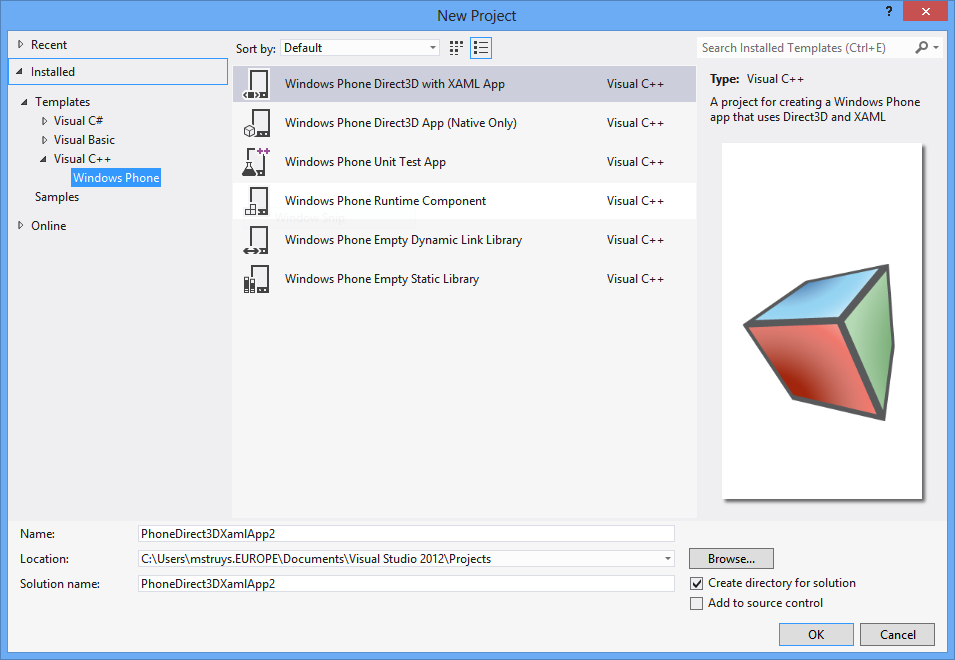 New Project
?
Recent
Installed
Templates
Visual C#
Visual Basic
Visual C++
Windows Phone
Samples
Online
Sort by: Default
Windows Phone Direct3D with XAML App Visual C++
Windows Phone Direct3D App (Native Only) Visual C++
Windows Phone Unit Test App Visual C++
Windows Phone Runtime Component Visual C++
Window Snip
Windows Phone Empty Dynamic Link Library Visual C++
Windows Phone Empty Static Library Visual C++
Search Installed Templates (Ctrl+E)
Type: Visual C++
A project for creating a Windows Phone
app that uses Direct3D and XAML
Name: PhoneDirect3DXamlApp2
Location: C:\Users\mstruys.EUROPE\Documents\Visual Studio 2012\Projects
Browse...
Solution name: PhoneDirect3DXamlApp2
Create directory for solution
Add to source control
OK
Cancel